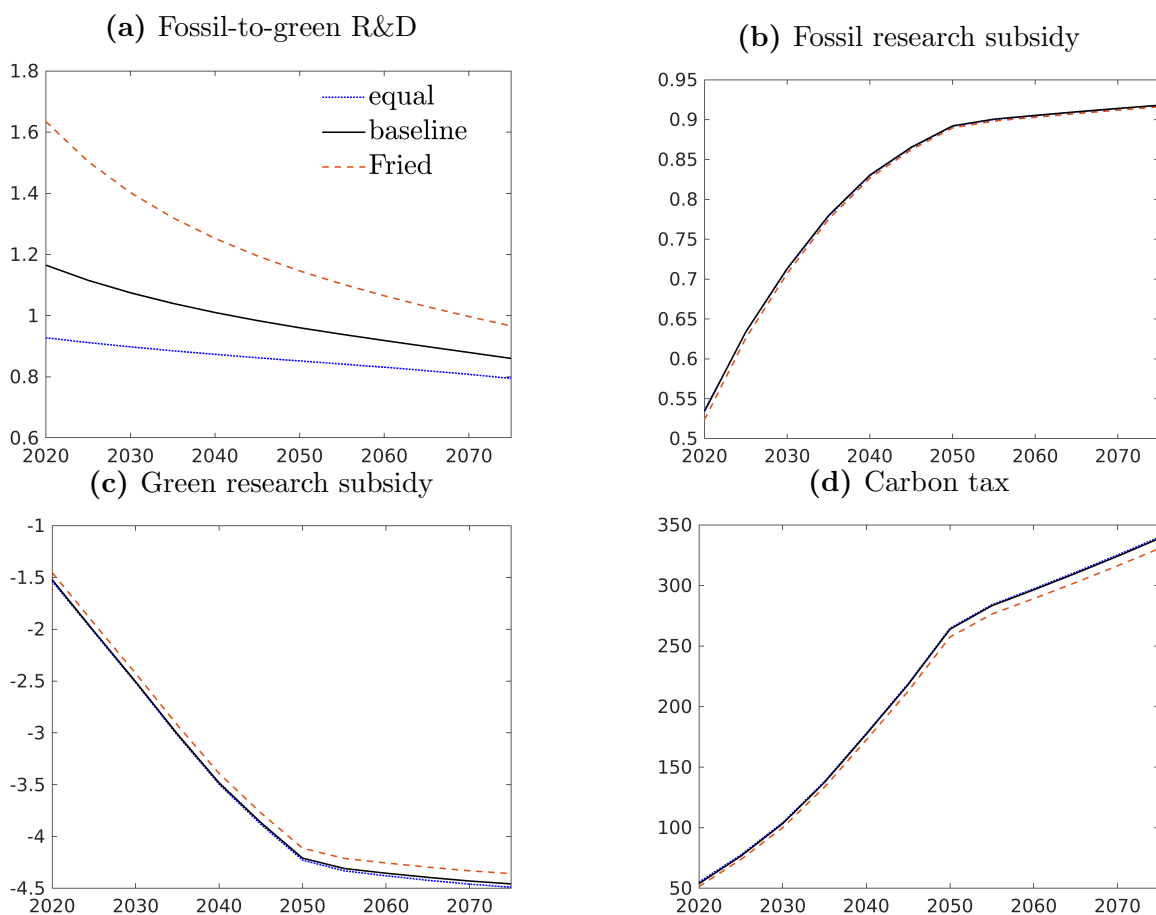 (a) Fossil-to-green R&D
1.8
1.6
1.4
1.2
1
0.8
0.6
equal
baseline
Fried
2020 2030 2040 2050 2060 2070
(b) Fossil research subsidy
0.95
0.9
0.85
0.8
0.75
0.7
0.65
0.6
0.55
0.5
2020 2030 2040 2050 2060 2070
(c) Green research subsidy
-1
-1.5
-2
-2.5
-3
-3.5
-4
-4.5
2020 2030 2040 2050 2060 2070
(d) Carbon tax
350
300
250
200
150
100
50
2020 2030 2040 2050 2060 2070